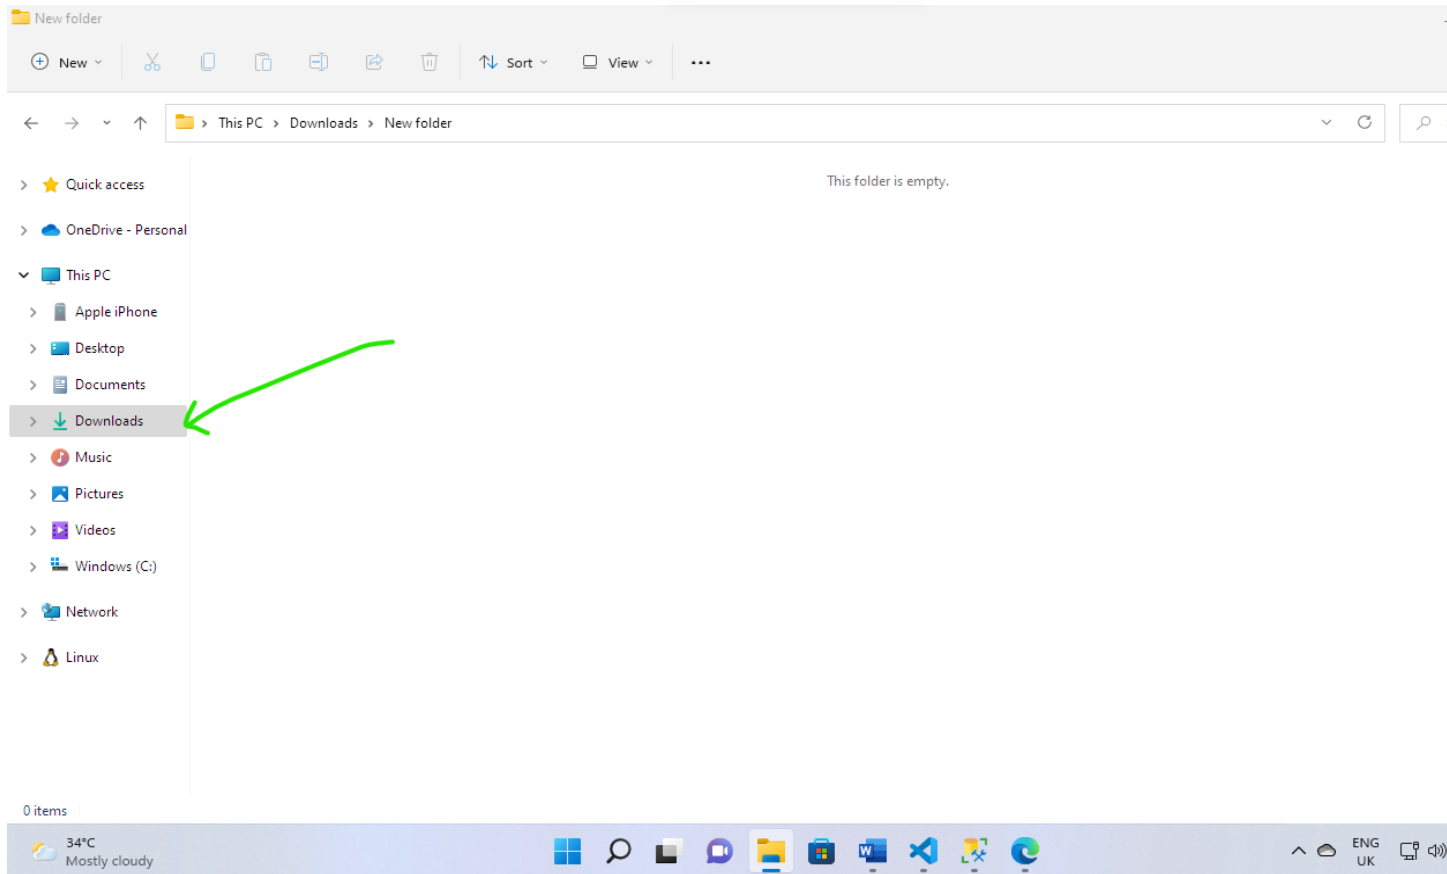 New folder
New
Sort
View
This PC > Downloads > New folder
Quick access
This folder is empty.
OneDrive - Personal
This PC
Apple iPhone
Desktop
Documents
Downloads
Music
Pictures
Videos
Windows (C:)
Network
Linux
0 items
34°C
Mostly cloudy
ENG
UK